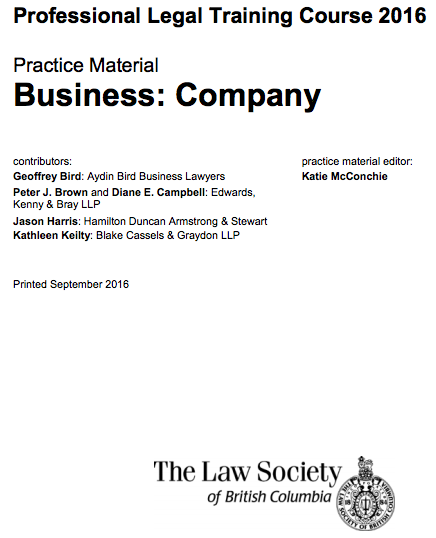 Professional Legal Training Course 2016
Practice Material
Business: Company
contributors:
Geoffrey Bird: Aydin Bird Business Lawyers
Peter J. Brown and Diane E. Campbell: Edwards,
Kenny & Bray LLP
Jason Harris: Hamilton Duncan Armstrong & Stewart
Kathleen Keilty: Blake Cassels & Graydon LLP
practice material editor:
Katie McConchie
Printed September 2016
The Law Society
of British Columbia